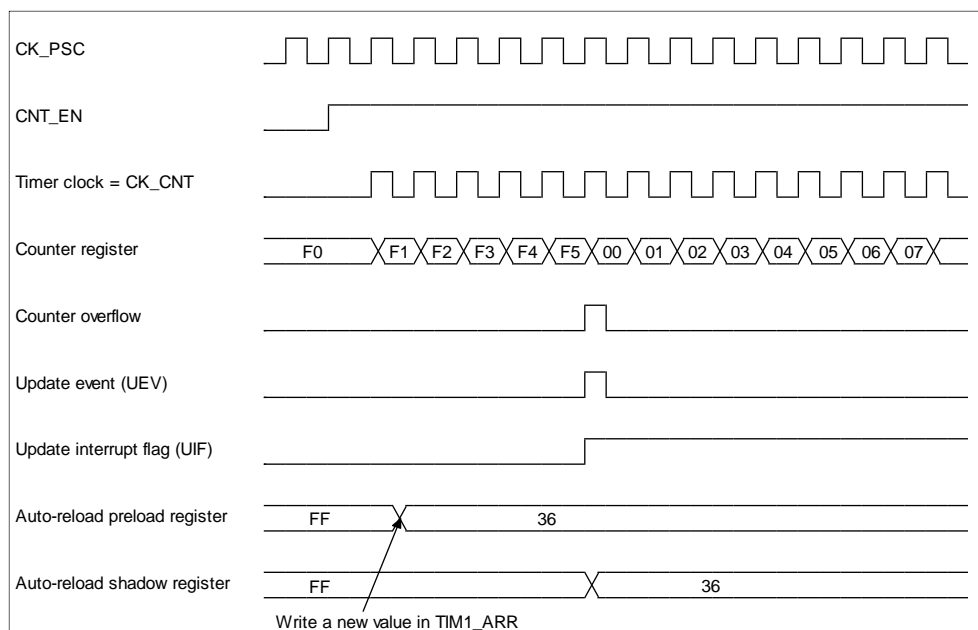 CK_PSC
CNT_EN
Timer clock = CK_CNT
Counter register F0 F1 F2 F3 F4 F5 00 01 02 03 04 05 06 07
Counter overflow
Update event (UEV)
Update interrupt flag (UIF)
Auto-reload preload register FF 36
Auto-reload shadow register FF 36
Write a new value in TIM1_ARR